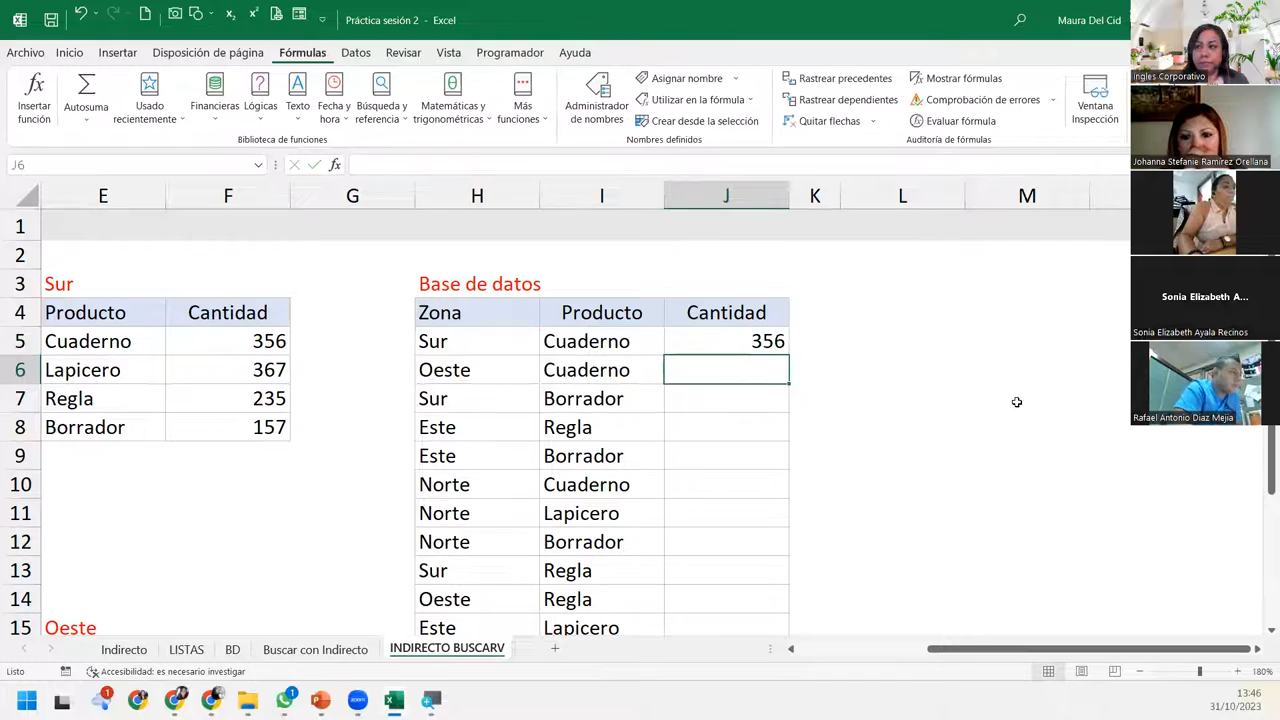 Práctica sesión 2 - Excel
Maura Del Cid
Archivo Inicio Insertar Disposición de página Fórmulas Datos Revisar Vista Programador Ayuda
Insertar función
Autosuma
Usado recientemente
Financieras
Lógicas
Texto
Fecha y hora
Búsqueda y referencia
Matemáticas y trigonométricas
Más funciones
Biblioteca de funciones
Administrador de nombres
Asignar nombre
Utilizar en la fórmula
Crear desde la selección
Nombres definidos
Rastrear precedentes
Rastrear dependientes
Quitar flechas
Mostrar fórmulas
Comprobación de errores
Evaluar fórmula
Auditoría de fórmulas
Ventana Inspección
J6
fx
E F G H I J K L M
1
2
3 Sur Base de datos
4 Producto Cantidad Zona Producto Cantidad
5 Cuaderno 356 Sur Cuaderno 356
6 Lapicero 367 Oeste Cuaderno
7 Regla 235 Sur Borrador
8 Borrador 157 Este Regla
9 Este Borrador
10 Norte Cuaderno
11 Norte Lapicero
12 Norte Borrador
13 Sur Regla
14 Oeste Regla
15 Oeste Este Lapicero
Indirecto LISTAS BD Buscar con Indirecto INDIRECTO BUSCARV
Listo Accesibilidad: es necesario investigar 180%
1
1
zoom
13:46
31/10/2023
Ingles Corporativo
Johanna Stefanie Ramírez Orellana
Sonia Elizabeth A...
Sonia Elizabeth Ayala Recinos
Rafael Antonio Diaz Mejia